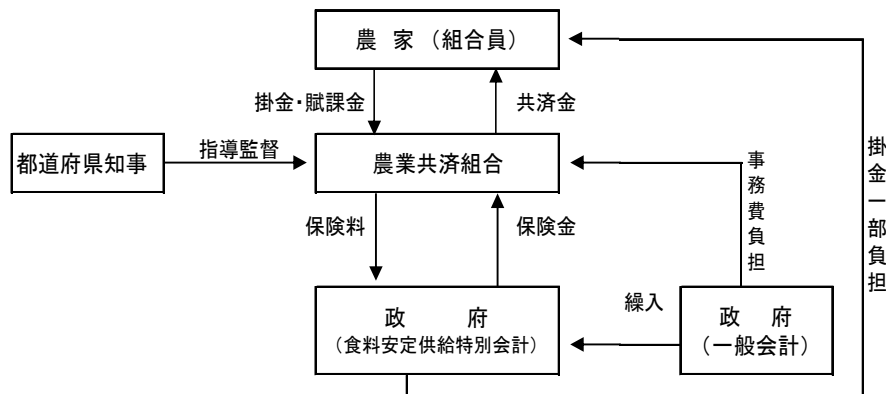 農 家 (組合員)
掛金・賦課金
共済金
都道府県知事
指導監督
農業共済組合
事務費負担
掛金一部負担
保険料
保険金
政 府
(食料安定供給特別会計)
繰入
政 府
(一般会計)